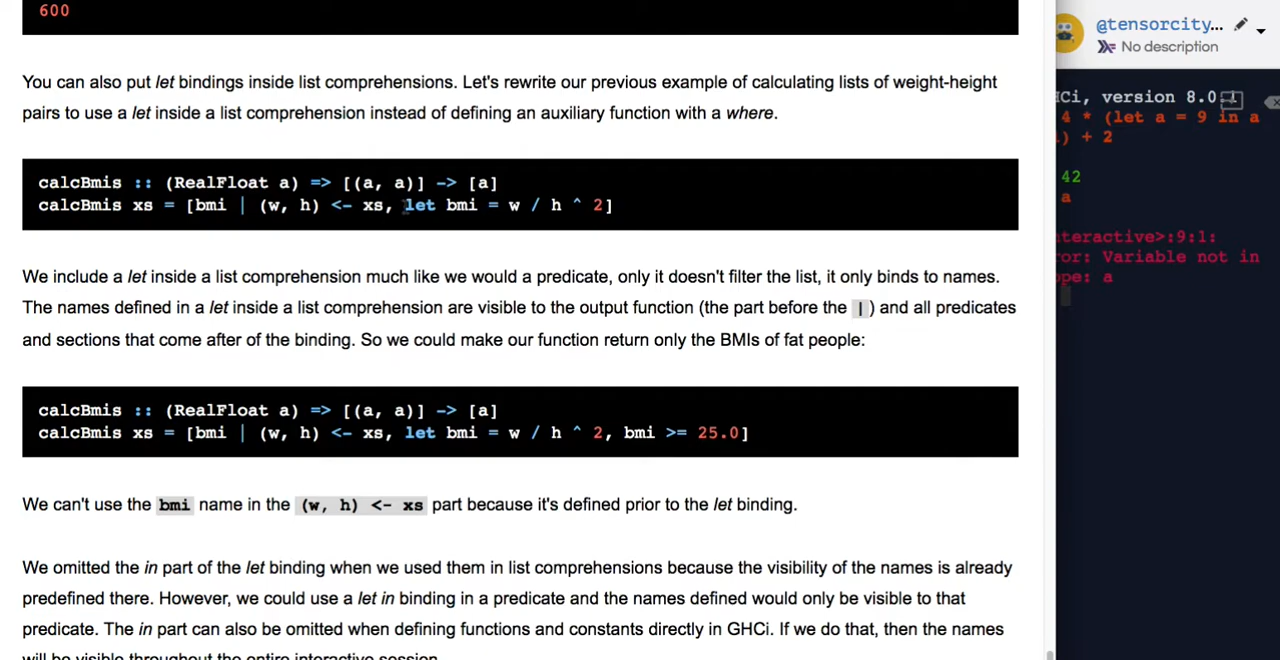 600
You can also put let bindings inside list comprehensions. Let's rewrite our previous example of calculating lists of weight-height
pairs to use a let inside a list comprehension instead of defining an auxiliary function with a where.
calcBmis :: (RealFloat a) => [(a, a)] -> [a]
calcBmis xs = [bmi | (w, h) <- xs, let bmi = w / h ^ 2]
We include a let inside a list comprehension much like we would a predicate, only it doesn't filter the list, it only binds to names.
The names defined in a let inside a list comprehension are visible to the output function (the part before the |) and all predicates
and sections that come after of the binding. So we could make our function return only the BMIs of fat people:
calcBmis :: (RealFloat a) => [(a, a)] -> [a]
calcBmis xs = [bmi | (w, h) <- xs, let bmi = w / h ^ 2, bmi >= 25.0]
We can't use the bmi name in the (w, h) <- xs part because it's defined prior to the let binding.
We omitted the in part of the let binding when we used them in list comprehensions because the visibility of the names is already
predefined there. However, we could use a let in binding in a predicate and the names defined would only be visible to that
predicate. The in part can also be omitted when defining functions and constants directly in GHCi. If we do that, then the names
will be visible throughout the entire interactive session.
@tensorcity...
No description
Ci, version 8.0
4 * (let a = 9 in a
) + 2
42
a
teractive>:9:1:
or: Variable not in
ope: a